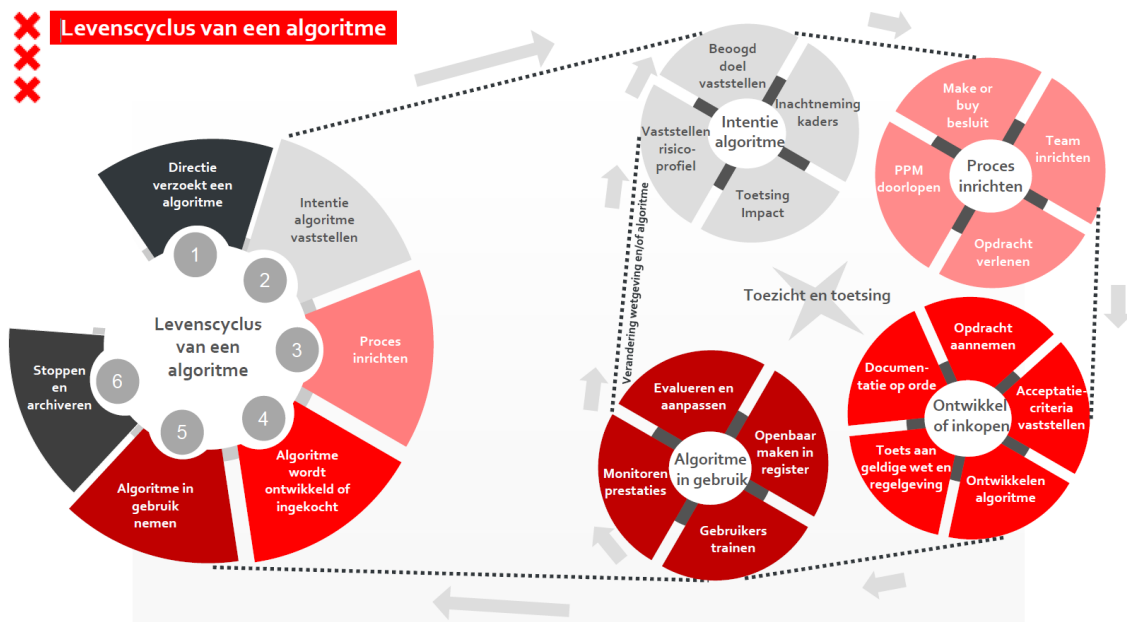 Levenscyclus van een algoritme
Directie
verzoekt een
algoritme
Intentie
algoritme
vaststellen
Proces
inrichten
Algoritme
wordt
ontwikkeld of
ingekocht
Algoritme in
gebruik
nemen
Stoppen
en
archiveren
1
2
3
4
5
6
Levenscyclus
van een
algoritme
Beoogd
doel
vaststellen
Inachtneming
kaders
Toetsing
Impact
Vaststellen
risico-
profiel
Intentie
algoritme
Make or
buy
besluit
Team
inrichten
Opdracht
verlenen
PPM
doorlopen
Proces
inrichten
Verandering wetgeving en/of algoritme
Toezicht en toetsing
Opdracht
aannemen
Acceptatie-
criteria
vaststellen
Ontwikkelen
algoritme
Toets aan
geldige wet en
regelgeving
Documen-
tatie op orde
Ontwikkel
of inkopen
Evalueren en
aanpassen
Openbaar
maken in
register
Gebruikers
trainen
Monitoren
prestaties
Algoritme
in gebruik